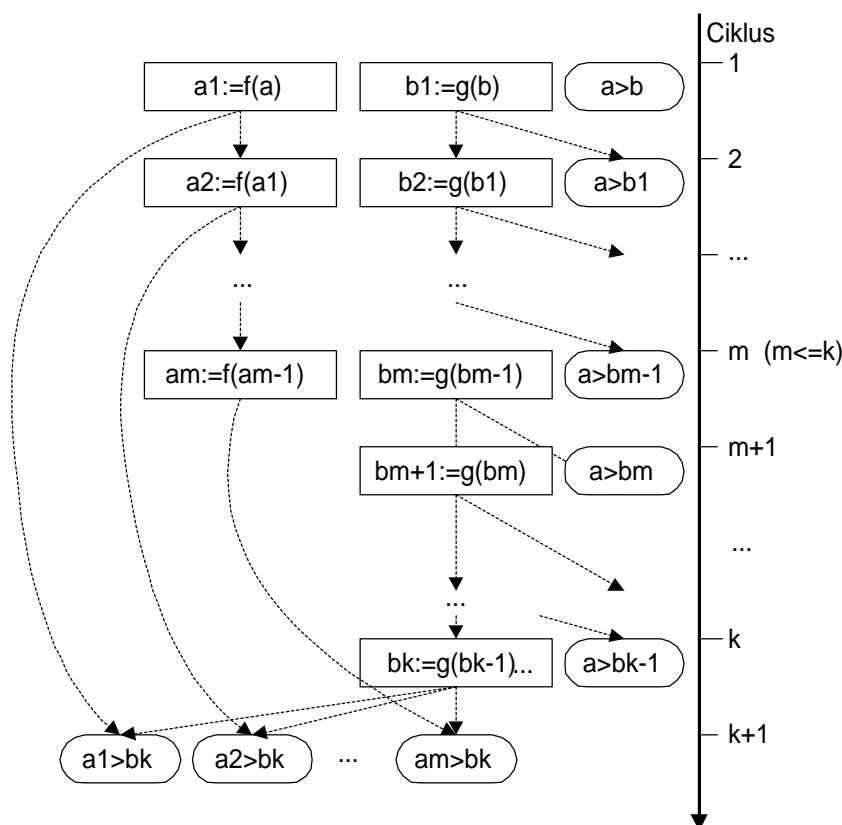 Ciklus
a1:=f(a) b1:=g(b) a>b 1
a2:=f(a1) b2:=g(b1) a>b1 2
...
... ...
am:=f(am-1) bm:=g(bm-1) a>bm-1 m (m<=k)
bm+1:=g(bm) a>bm m+1
...
...
bk:=g(bk-1)... a>bk-1 k
a1>bk a2>bk ... am>bk k+1